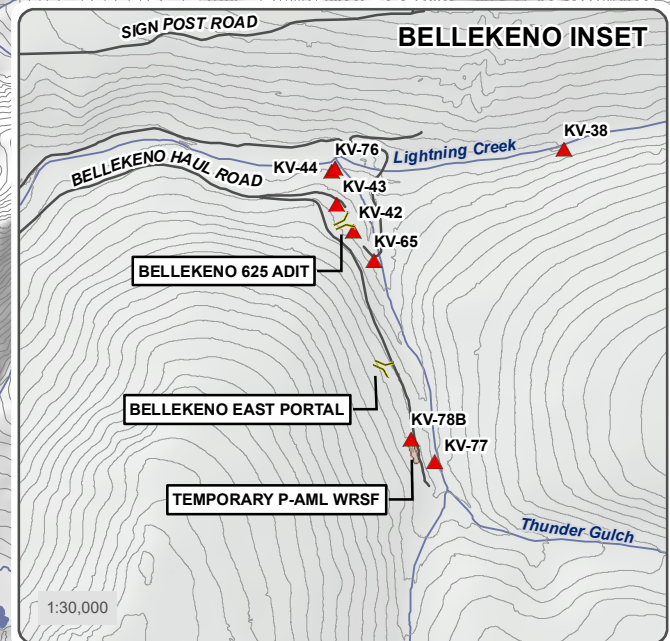 SIGN POST ROAD
BELLEKENO INSET
KV-38
KV-76
Lightning Creek
KV-44
BELLEKENO HAUL ROAD
KV-43
KV-42
KV-65
BELLEKENO 625 ADIT
BELLEKENO EAST PORTAL
KV-78B
KV-77
TEMPORARY P-AML WRSF
Thunder Gulch
1:30,000